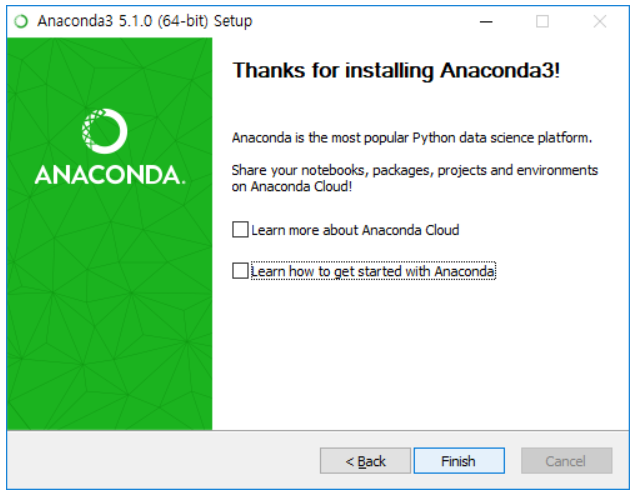 Anaconda3 5.1.0 (64-bit) Setup
Thanks for installing Anaconda3!
ANACONDA.
Anaconda is the most popular Python data science platform.
Share your notebooks, packages, projects and environments
on Anaconda Cloud!
Learn more about Anaconda Cloud
Learn how to get started with Anaconda
< Back
Finish
Cancel